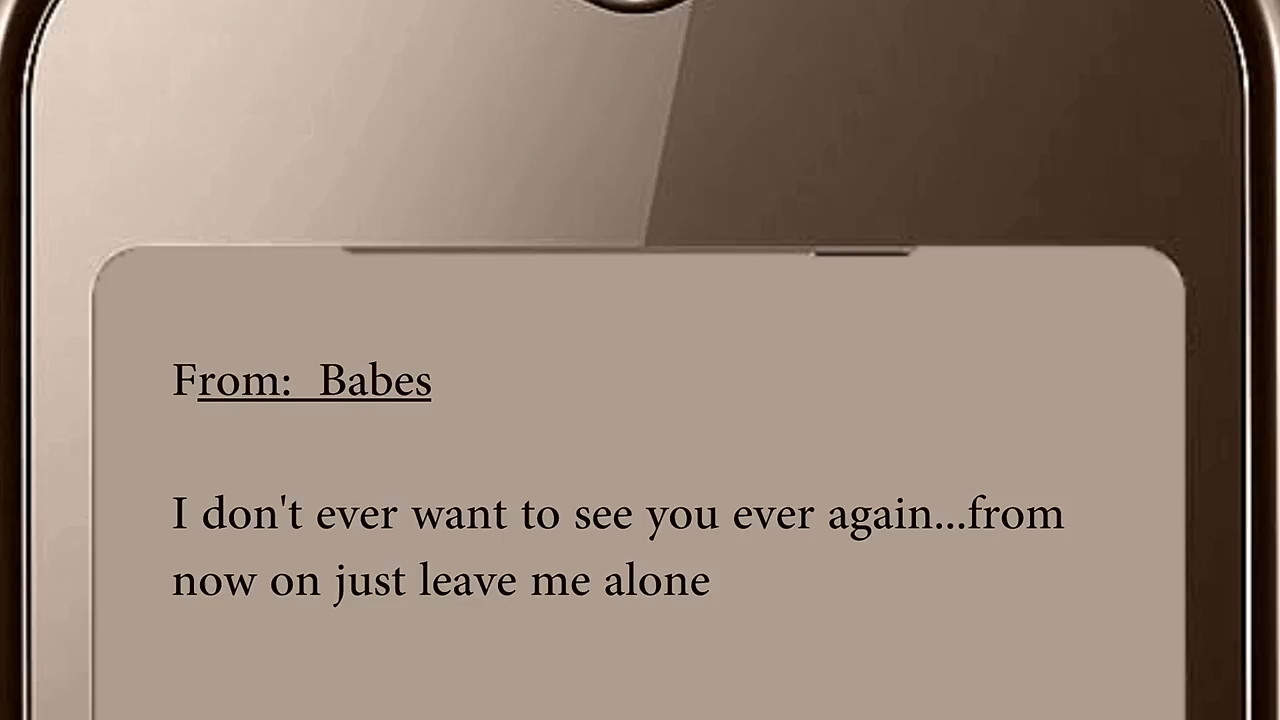 From: Babes
I don't ever want to see you ever again...from
now on just leave me alone